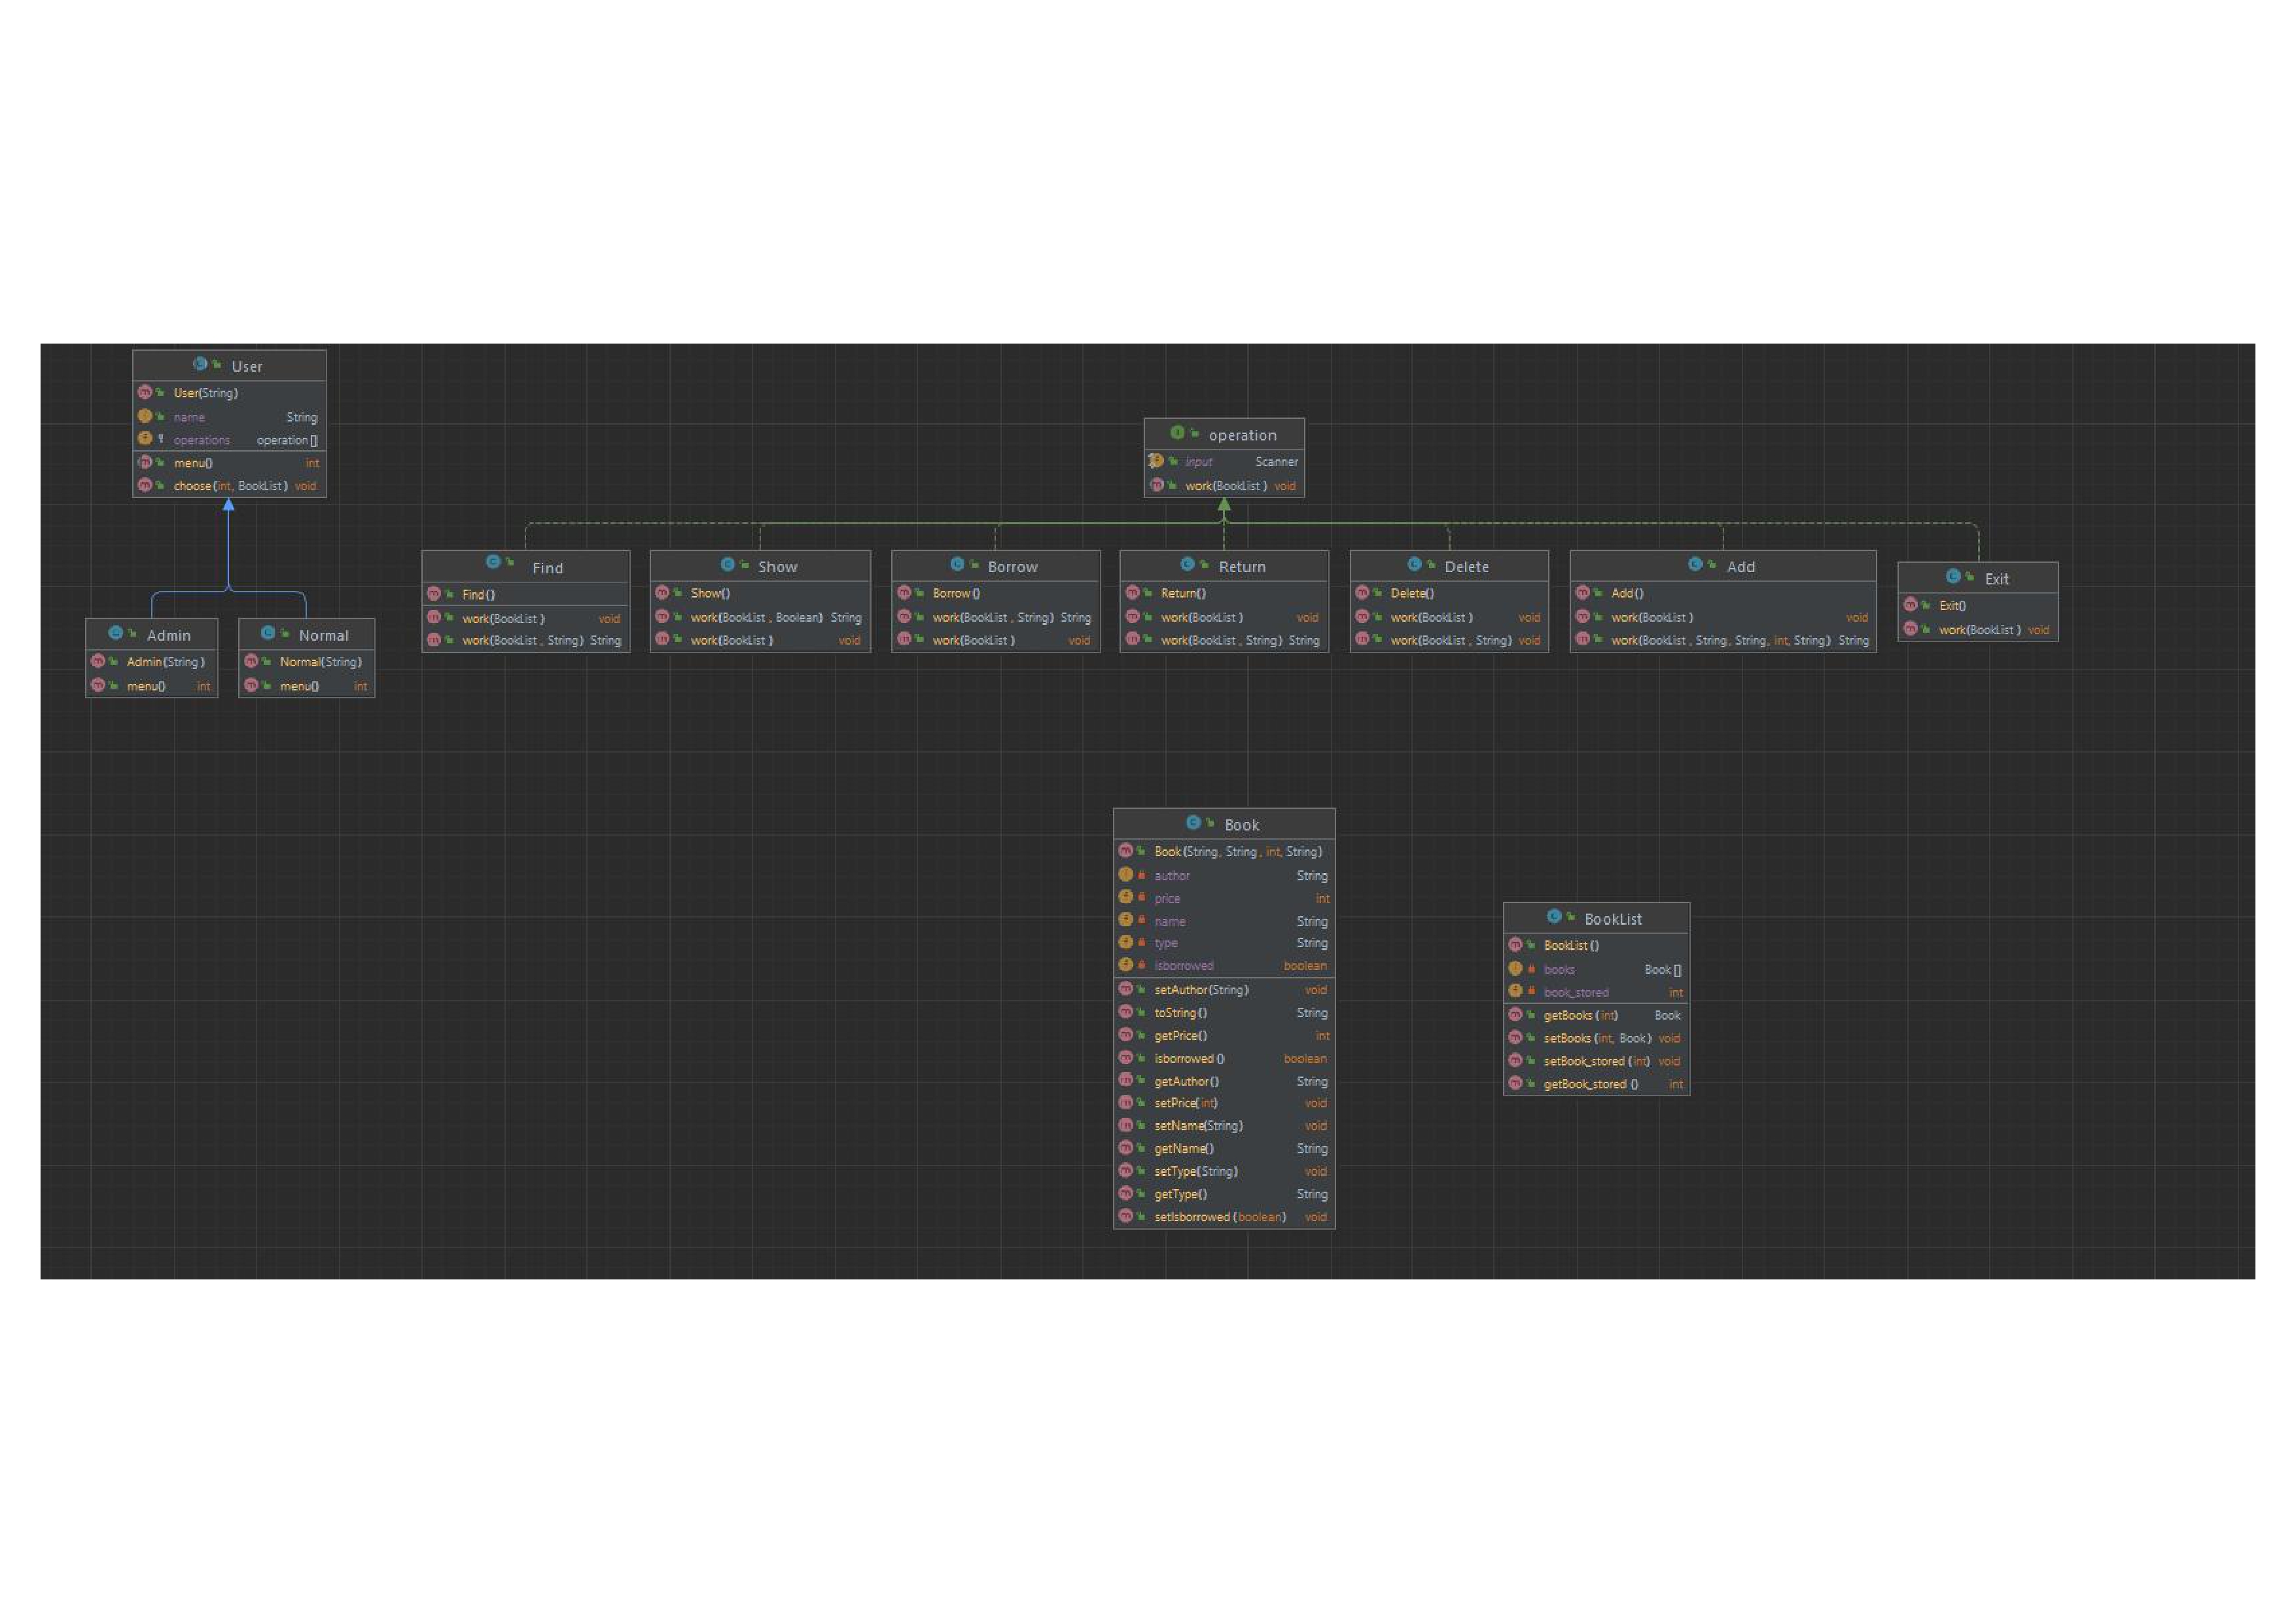 User
User(String)
name String
operations operation[]
menu() int
choose(int, BookList) void
operation
input Scanner
work(BookList) void
Find
Find()
work(BookList) void
work(BookList, String) String
Show
Show()
work(BookList, Boolean) String
work(BookList) void
Borrow
Borrow()
work(BookList, String) String
work(BookList) void
Return
Return()
work(BookList) void
work(BookList, String) String
Delete
Delete()
work(BookList) void
work(BookList, String) void
Add
Add()
work(BookList) void
work(BookList, String, String, int, String) String
Exit
Exit()
work(BookList) void
Admin
Admin(String)
menu() int
Normal
Normal(String)
menu() int
Book
Book(String, String, int, String)
author String
price int
name String
type String
isborrowed boolean
setAuthor(String) void
toString() String
getPrice() int
isborrowed() boolean
getAuthor() String
setPrice(int) void
setName(String) void
getName() String
setType(String) void
getType() String
setIsborrowed(boolean) void
BookList
BookList()
books Book[]
book_stored int
getBooks(int) Book
setBooks(int, Book) void
setBook_stored(int) void
getBook_stored() int